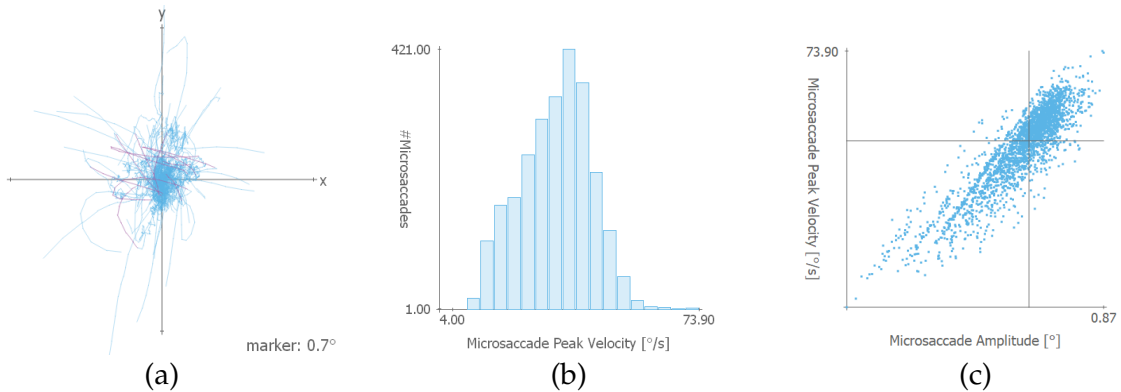 y
x
marker: 0.7°
(a)
421.00
#Microsaccades
1.00
4.00
73.90
Microsaccade Peak Velocity [°/s]
(b)
73.90
Microsaccade Peak
Velocity [°/s]
0.87
Microsaccade Amplitude [°]
(c)